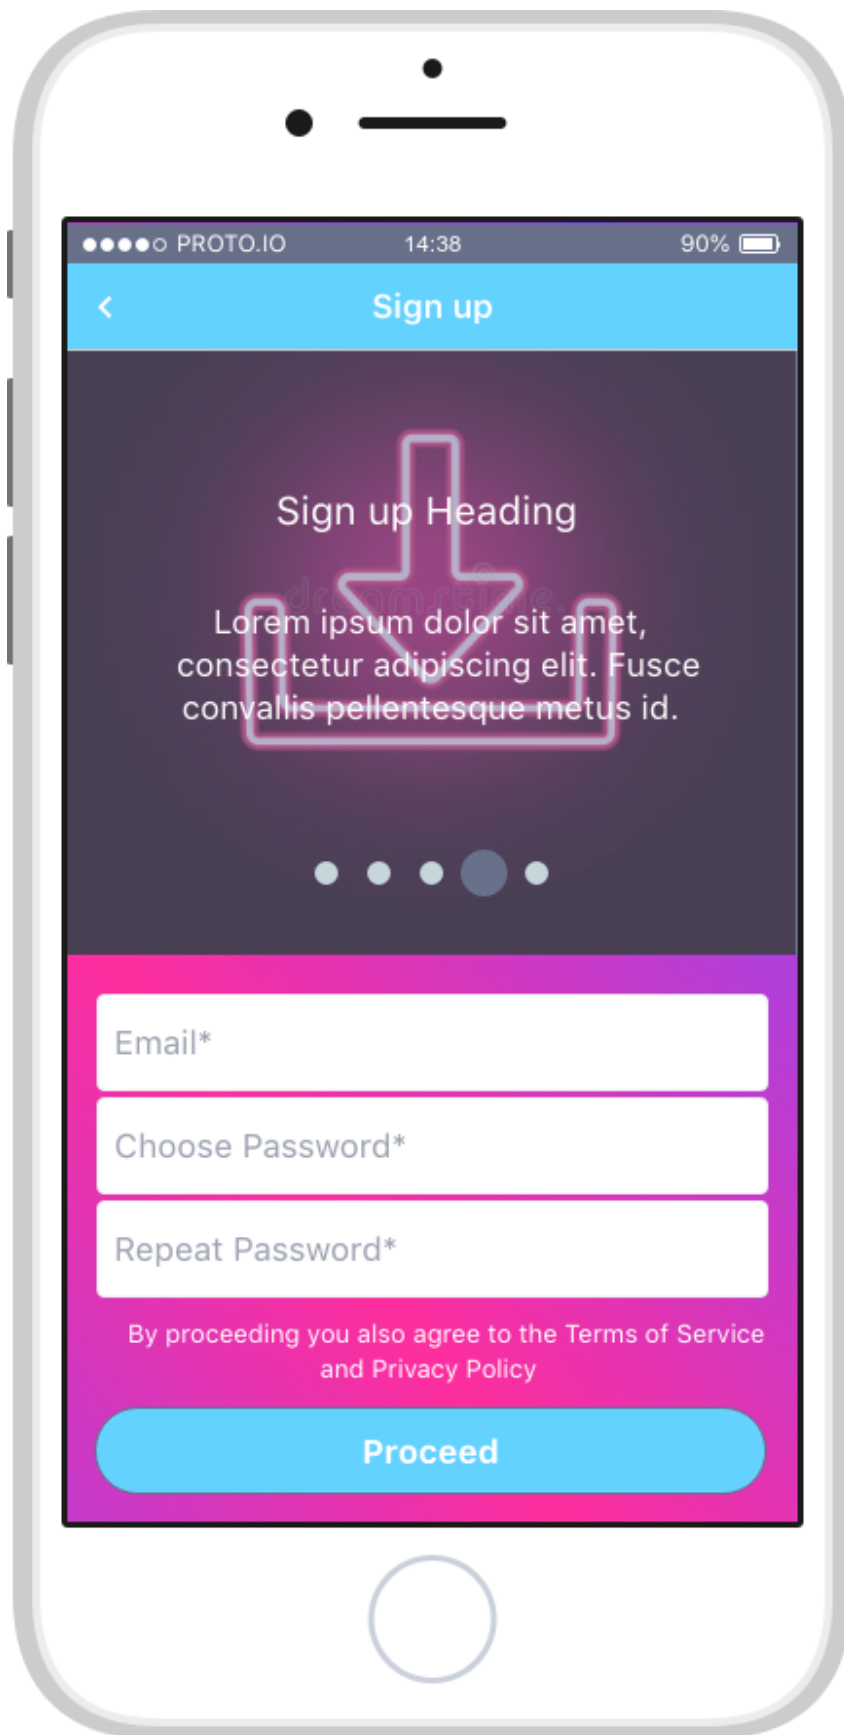 PROTO.IO 14:38 90%
Sign up
Sign up Heading
dreamstime.
Lorem ipsum dolor sit amet,
consectetur adipiscing elit. Fusce
convallis pellentesque metus id.
Email*
Choose Password*
Repeat Password*
By proceeding you also agree to the Terms of Service
and Privacy Policy
Proceed